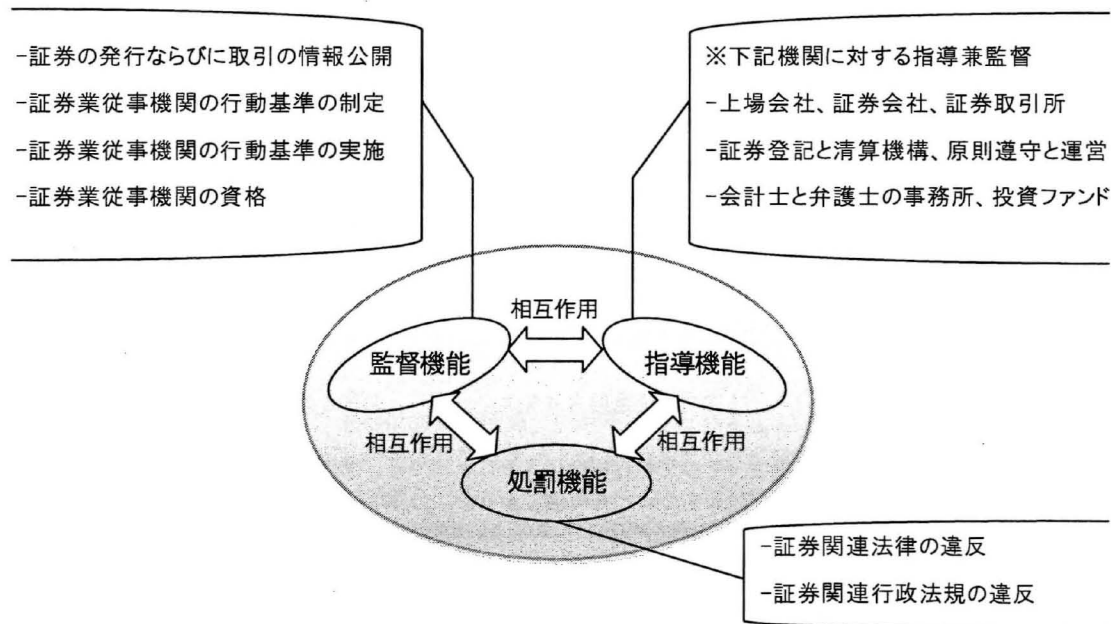 -証券の発行ならびに取引の情報公開
-証券業従事機関の行動基準の制定
-証券業従事機関の行動基準の実施
-証券業従事機関の資格
※下記機関に対する指導兼監督
-上場会社、証券会社、証券取引所
-証券登記と清算機構、原則遵守と運営
-会計士と弁護士の事務所、投資ファンド
相互作用
監督機能
指導機能
相互作用
相互作用
処罰機能
-証券関連法律の違反
-証券関連行政法規の違反